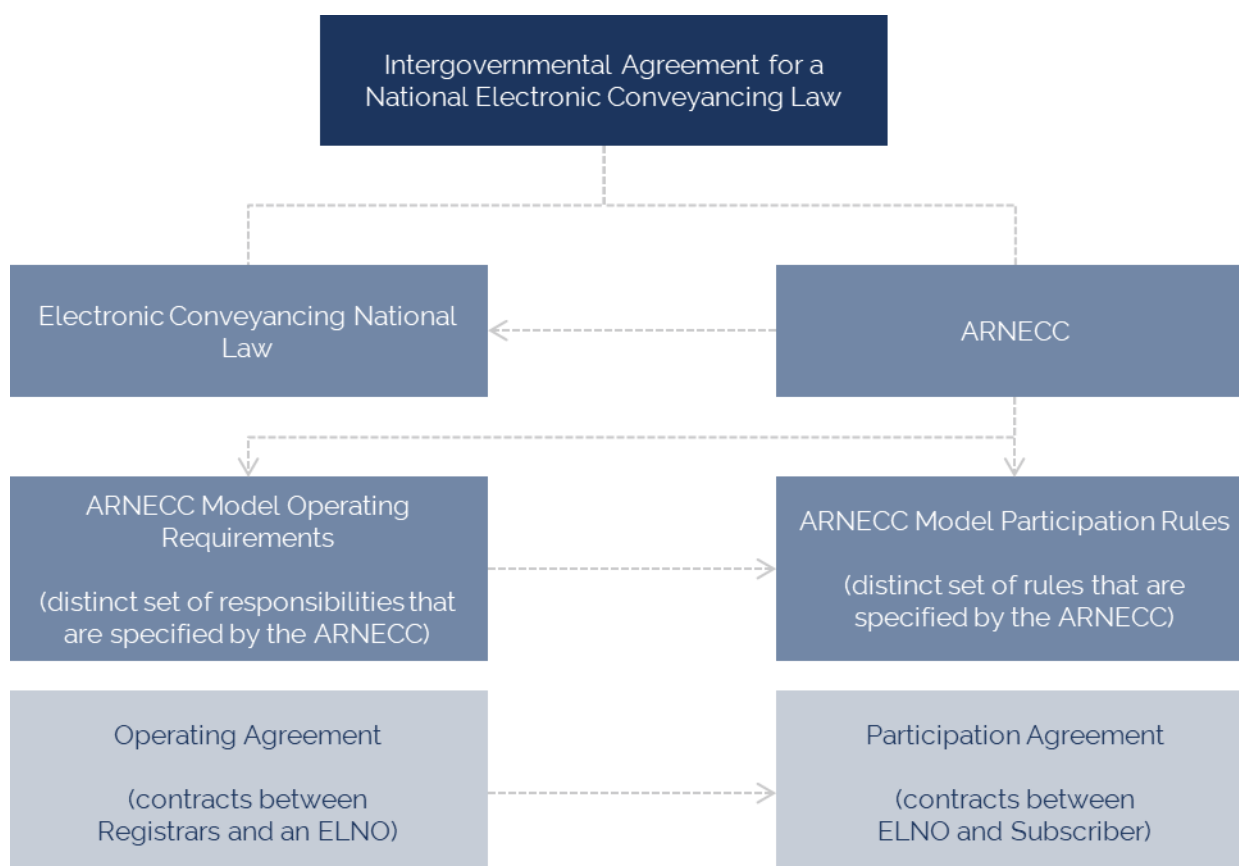 Intergovernmental Agreement for a
National Electronic Conveyancing Law
Electronic Conveyancing National
Law
ARNECC
ARNECC Model Operating
Requirements
(distinct set of responsibilities that
are specified by the ARNECC)
ARNECC Model Participation Rules
(distinct set of rules that are
specified by the ARNECC)
Operating Agreement
(contracts between
Registrars and an ELNO)
Participation Agreement
(contracts between
ELNO and Subscriber)